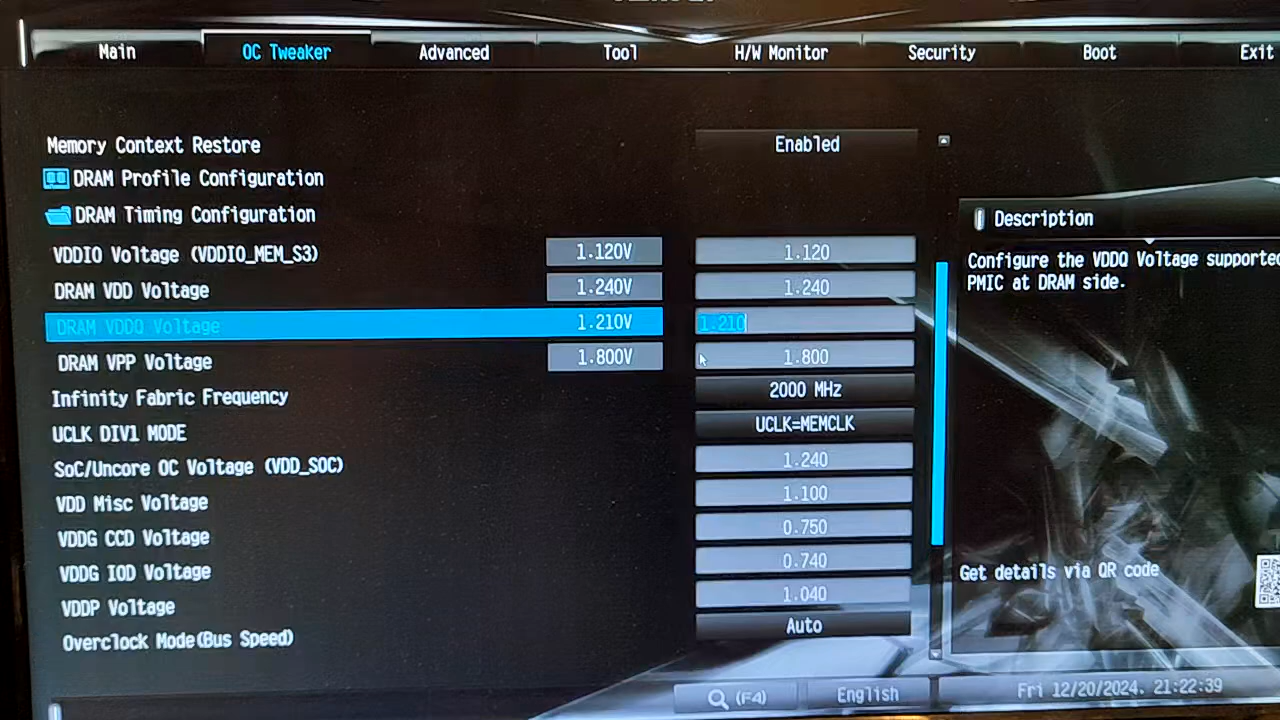 Main OC Tweaker Advanced Tool H/W Monitor Security Boot Exit
Memory Context Restore Enabled
DRAM Profile Configuration
DRAM Timing Configuration
VDDIO Voltage (VDDIO_MEM_S3) 1.120V 1.120
DRAM VDD Voltage 1.240V 1.240
DRAM VDDQ Voltage 1.210V 1.210
DRAM VPP Voltage 1.800V 1.800
Infinity Fabric Frequency 2000 MHz
UCLK DIV1 MODE UCLK=MEMCLK
SoC/Uncore OC Voltage (VDD_SOC) 1.240
VDD Misc Voltage 1.100
VDDG CCD Voltage 0.750
VDDG IOD Voltage 0.740
VDDP Voltage 1.040
Overclock Mode(Bus Speed) Auto
Description
Configure the VDDQ Voltage supported
PMIC at DRAM side.
Get details via QR code
(F4) English Fri 12/20/2024. 21:22:39